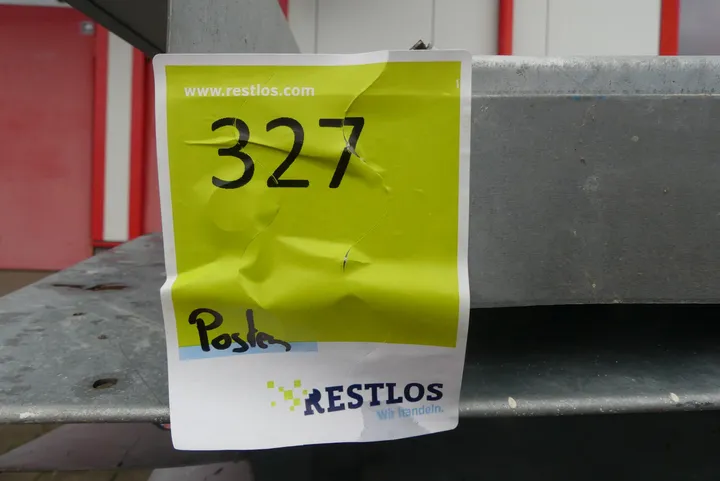 www.restlos.com
327
Posten
RESTLOS
Wir handeln.